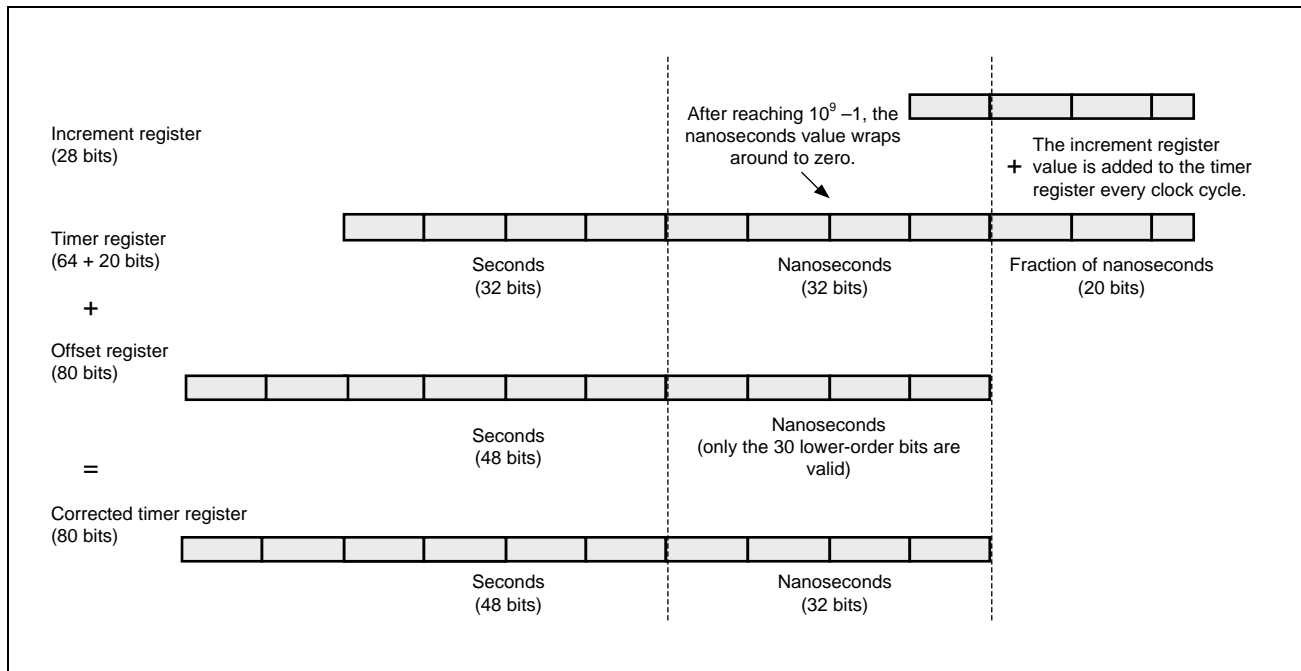 Increment register
(28 bits)
After reaching 10⁹ –1, the
nanoseconds value wraps
around to zero.
+
The increment register
value is added to the timer
register every clock cycle.
Timer register
(64 + 20 bits)
Seconds
(32 bits)
Nanoseconds
(32 bits)
Fraction of nanoseconds
(20 bits)
+
Offset register
(80 bits)
Seconds
(48 bits)
Nanoseconds
(only the 30 lower-order bits are
valid)
=
Corrected timer register
(80 bits)
Seconds
(48 bits)
Nanoseconds
(32 bits)